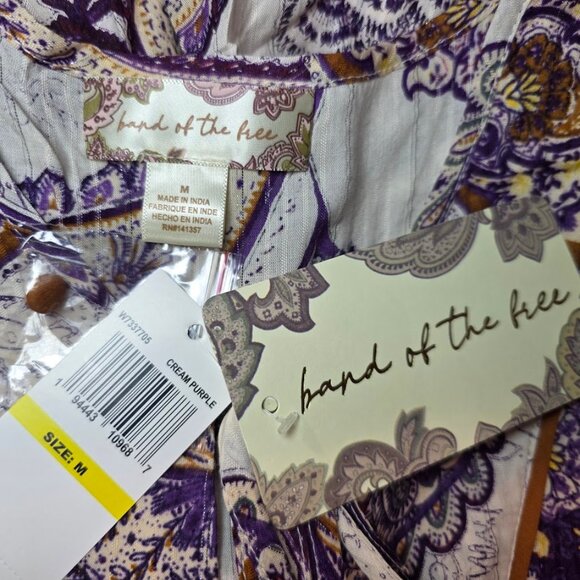 band of the free
M
MADE IN INDIA
FABRIQUE EN INDE
HECHO EN INDIA
RN#141357
W7337705
CREAM PURPLE
1 94443 10968 7
SIZE: M
band of the free